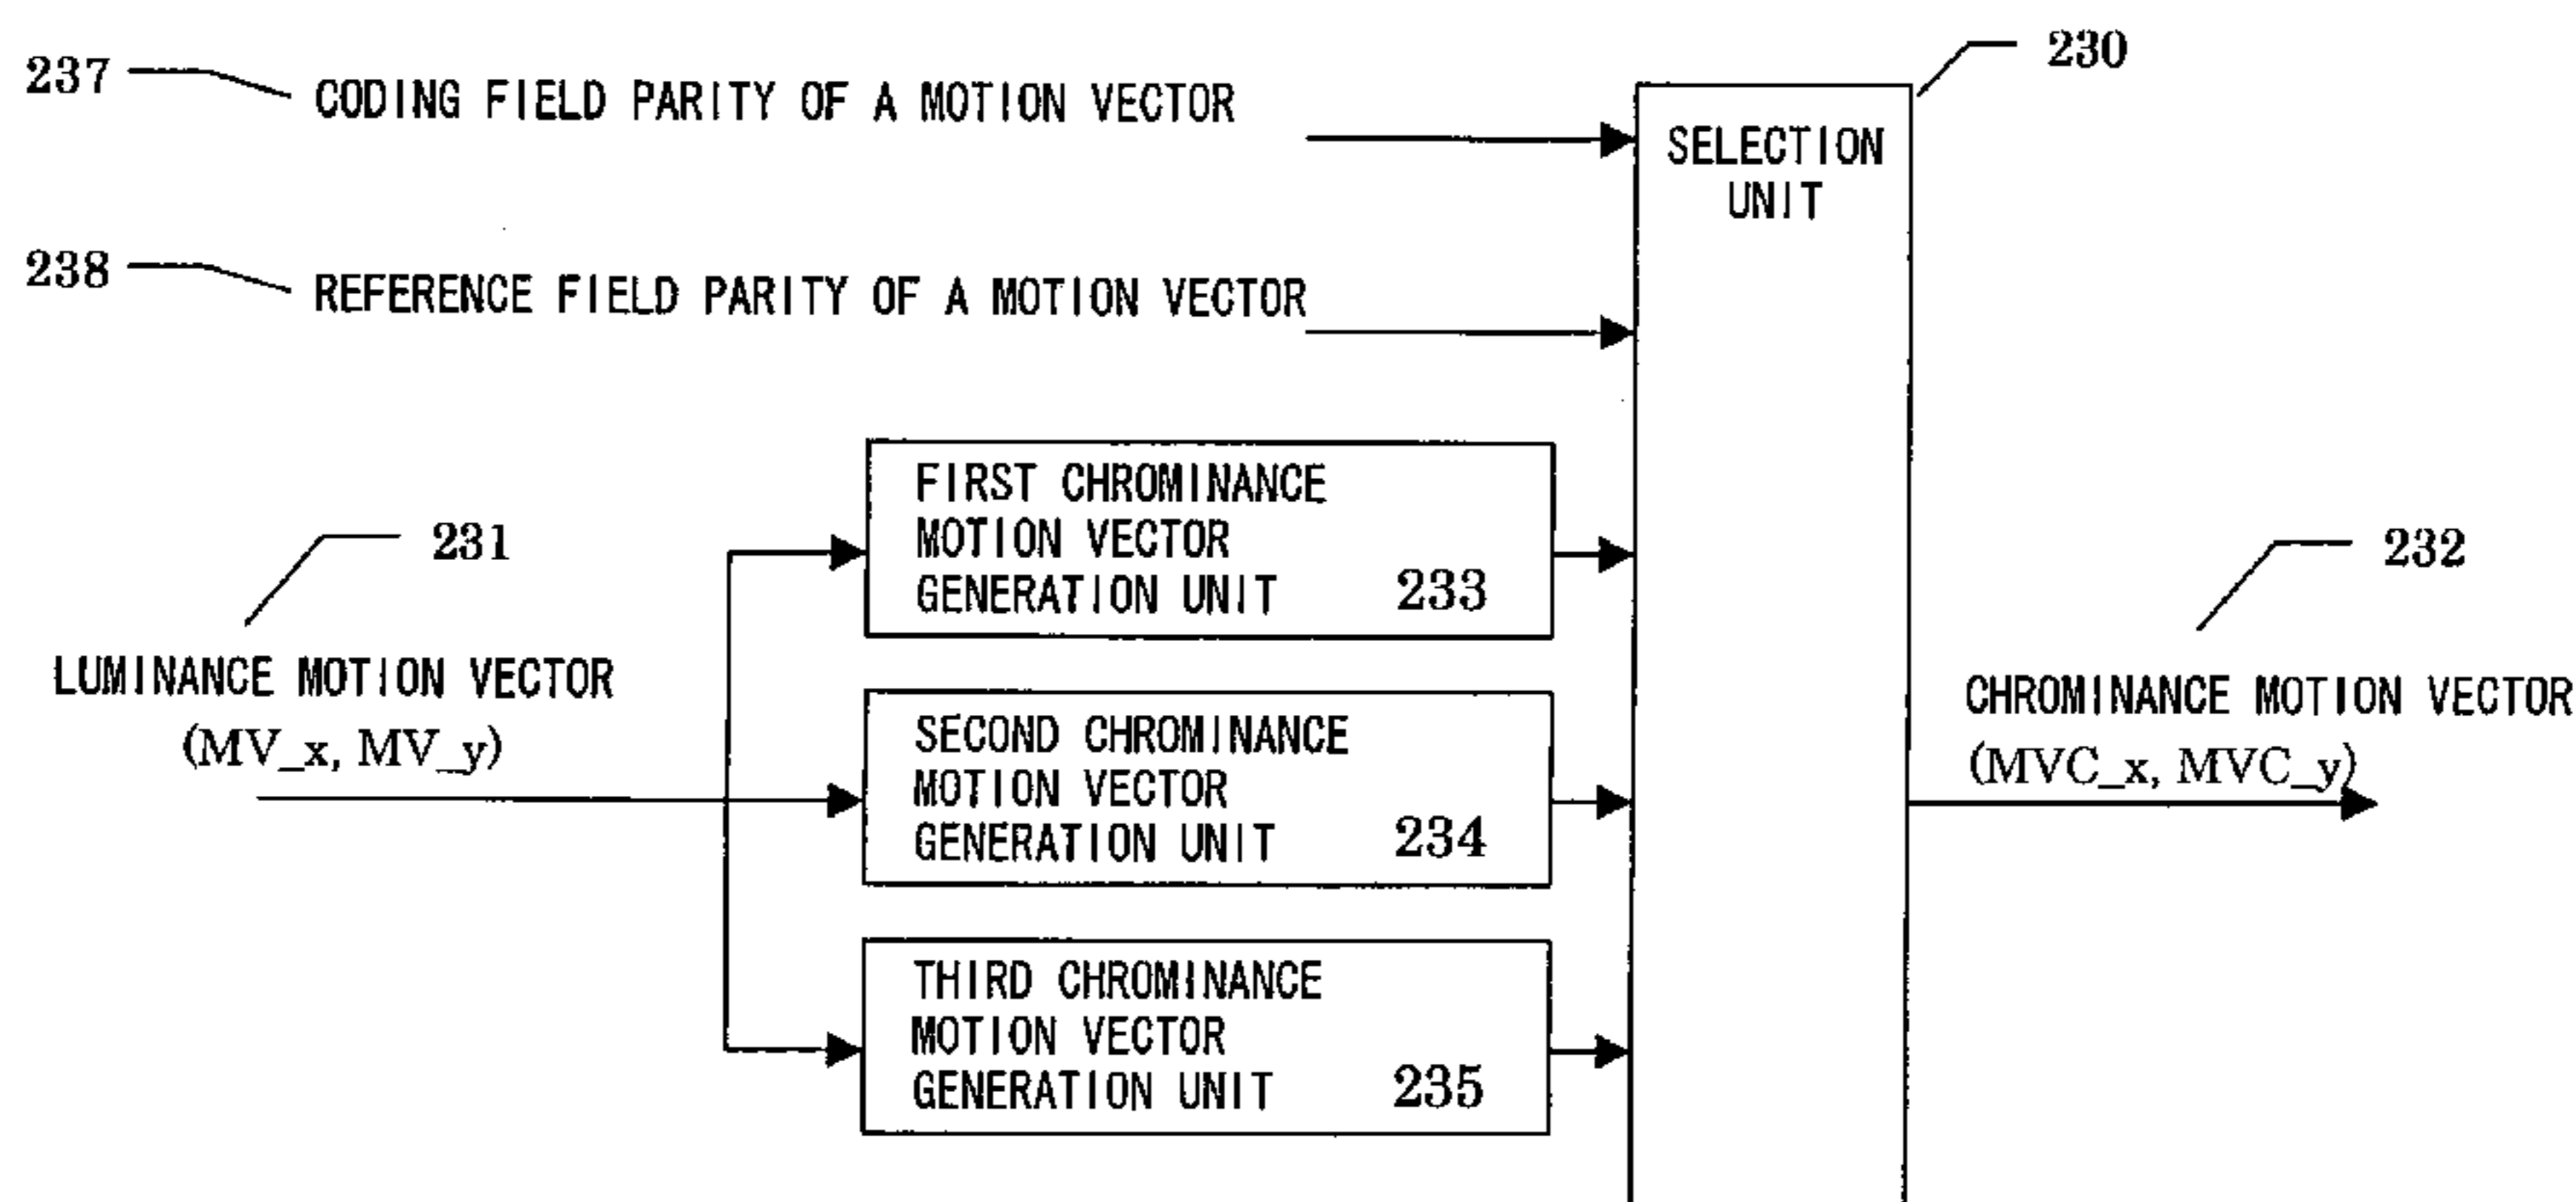 237 CODING FIELD PARITY OF A MOTION VECTOR
230
SELECTION
UNIT
238 REFERENCE FIELD PARITY OF A MOTION VECTOR
FIRST CHROMINANCE
MOTION VECTOR
GENERATION UNIT 233
231
LUMINANCE MOTION VECTOR
(MV_x, MV_y)
SECOND CHROMINANCE
MOTION VECTOR
GENERATION UNIT 234
THIRD CHROMINANCE
MOTION VECTOR
GENERATION UNIT 235
232
CHROMINANCE MOTION VECTOR
(MVC_x, MVC_y)